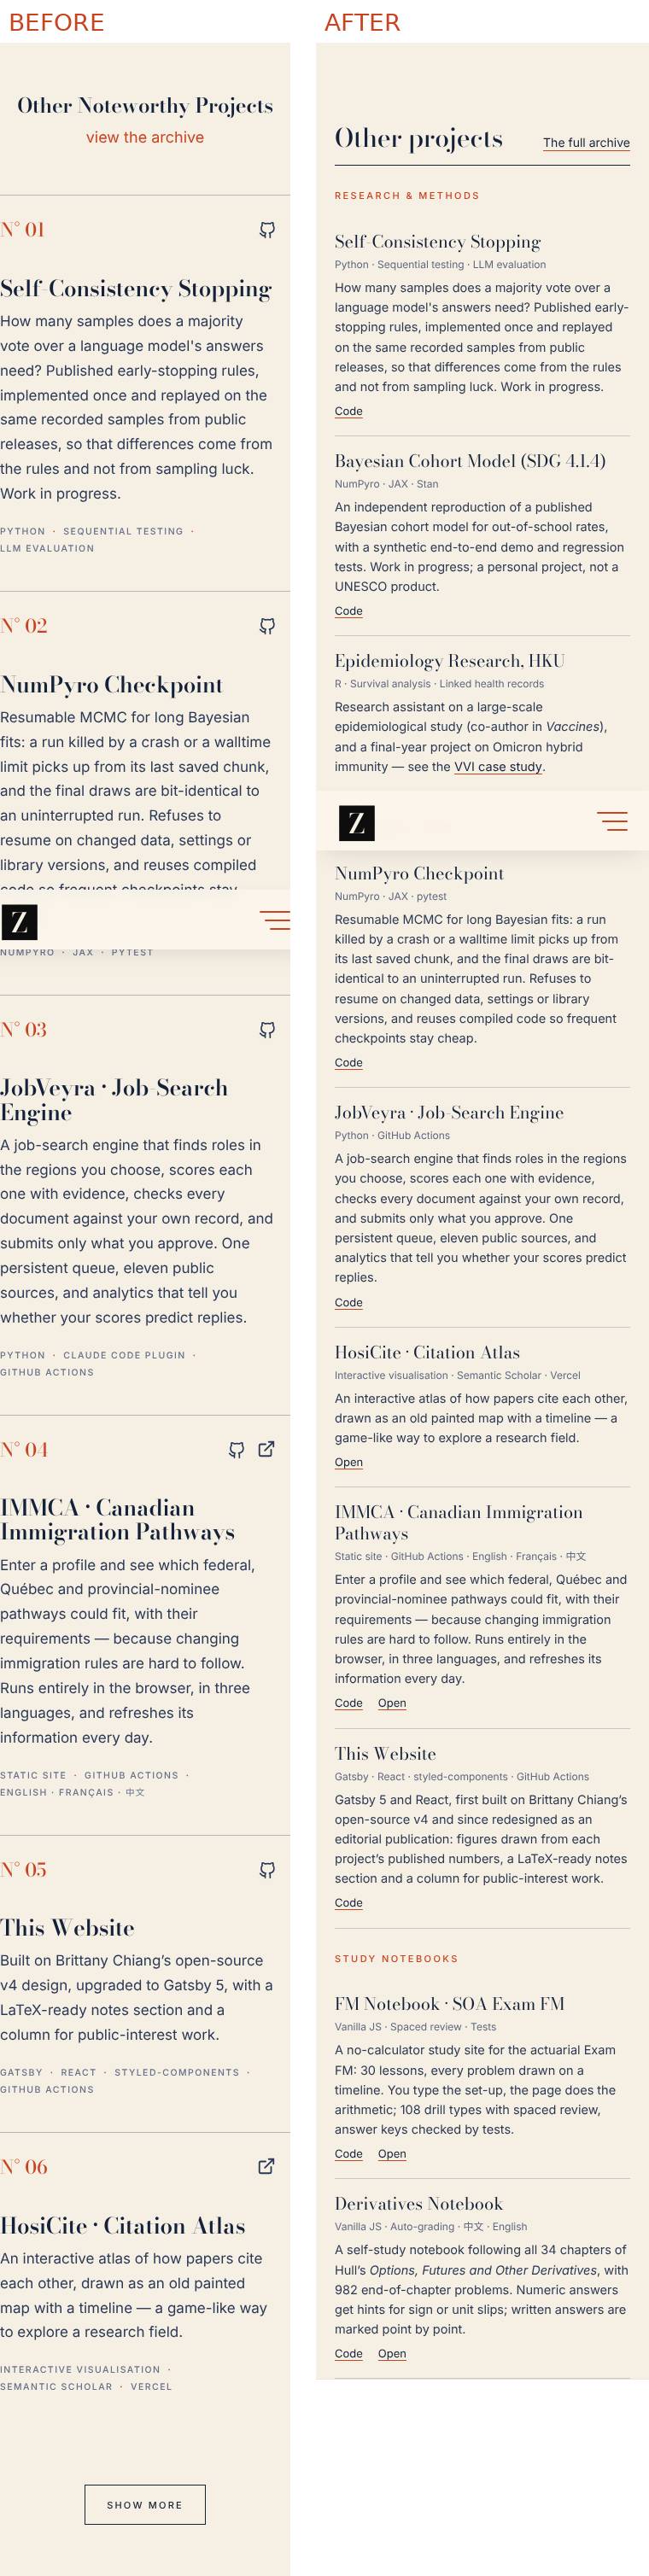 BEFORE
Other Noteworthy Projects
view the archive
N° 01
Self-Consistency Stopping
How many samples does a majority
vote over a language model's answers
need? Published early-stopping rules,
implemented once and replayed on the
same recorded samples from public
releases, so that differences come from
the rules and not from sampling luck.
Work in progress.
PYTHON · SEQUENTIAL TESTING ·
LLM EVALUATION
N° 02
NumPyro Checkpoint
Resumable MCMC for long Bayesian
fits: a run killed by a crash or a walltime
limit picks up from its last saved chunk,
and the final draws are bit-identical to
an uninterrupted run. Refuses to
resume on changed data, settings or
library versions, and reuses compiled
code so frequent checkpoints stay
Z
NUMPYRO · JAX · PYTEST
N° 03
JobVeyra · Job-Search
Engine
A job-search engine that finds roles in
the regions you choose, scores each
one with evidence, checks every
document against your own record, and
submits only what you approve. One
persistent queue, eleven public
sources, and analytics that tell you
whether your scores predict replies.
PYTHON · CLAUDE CODE PLUGIN ·
GITHUB ACTIONS
N° 04
IMMCA · Canadian
Immigration Pathways
Enter a profile and see which federal,
Québec and provincial-nominee
pathways could fit, with their
requirements — because changing
immigration rules are hard to follow.
Runs entirely in the browser, in three
languages, and refreshes its
information every day.
STATIC SITE · GITHUB ACTIONS ·
ENGLISH · FRANÇAIS · 中文
N° 05
This Website
Built on Brittany Chiang’s open-source
v4 design, upgraded to Gatsby 5, with a
LaTeX-ready notes section and a
column for public-interest work.
GATSBY · REACT · STYLED-COMPONENTS ·
GITHUB ACTIONS
N° 06
HosiCite · Citation Atlas
An interactive atlas of how papers cite
each other, drawn as an old painted
map with a timeline — a game-like way
to explore a research field.
INTERACTIVE VISUALISATION ·
SEMANTIC SCHOLAR · VERCEL
SHOW MORE
AFTER
Other projects
The full archive
RESEARCH & METHODS
Self-Consistency Stopping
Python · Sequential testing · LLM evaluation
How many samples does a majority vote over a
language model's answers need? Published early-
stopping rules, implemented once and replayed
on the same recorded samples from public
releases, so that differences come from the rules
and not from sampling luck. Work in progress.
Code
Bayesian Cohort Model (SDG 4.1.4)
NumPyro · JAX · Stan
An independent reproduction of a published
Bayesian cohort model for out-of-school rates,
with a synthetic end-to-end demo and regression
tests. Work in progress; a personal project, not a
UNESCO product.
Code
Epidemiology Research, HKU
R · Survival analysis · Linked health records
Research assistant on a large-scale
epidemiological study (co-author in Vaccines),
and a final-year project on Omicron hybrid
immunity — see the VVI case study.
Z
NumPyro Checkpoint
NumPyro · JAX · pytest
Resumable MCMC for long Bayesian fits: a run
killed by a crash or a walltime limit picks up from
its last saved chunk, and the final draws are bit-
identical to an uninterrupted run. Refuses to
resume on changed data, settings or library
versions, and reuses compiled code so frequent
checkpoints stay cheap.
Code
JobVeyra · Job-Search Engine
Python · GitHub Actions
A job-search engine that finds roles in the regions
you choose, scores each one with evidence,
checks every document against your own record,
and submits only what you approve. One
persistent queue, eleven public sources, and
analytics that tell you whether your scores predict
replies.
Code
HosiCite · Citation Atlas
Interactive visualisation · Semantic Scholar · Vercel
An interactive atlas of how papers cite each other,
drawn as an old painted map with a timeline — a
game-like way to explore a research field.
Open
IMMCA · Canadian Immigration
Pathways
Static site · GitHub Actions · English · Français · 中文
Enter a profile and see which federal, Québec and
provincial-nominee pathways could fit, with their
requirements — because changing immigration
rules are hard to follow. Runs entirely in the
browser, in three languages, and refreshes its
information every day.
Code Open
This Website
Gatsby · React · styled-components · GitHub Actions
Gatsby 5 and React, first built on Brittany Chiang’s
open-source v4 and since redesigned as an
editorial publication: figures drawn from each
project’s published numbers, a LaTeX-ready notes
section and a column for public-interest work.
Code
STUDY NOTEBOOKS
FM Notebook · SOA Exam FM
Vanilla JS · Spaced review · Tests
A no-calculator study site for the actuarial Exam
FM: 30 lessons, every problem drawn on a
timeline. You type the set-up, the page does the
arithmetic; 108 drill types with spaced review,
answer keys checked by tests.
Code Open
Derivatives Notebook
Vanilla JS · Auto-grading · 中文 · English
A self-study notebook following all 34 chapters of
Hull’s Options, Futures and Other Derivatives, with
982 end-of-chapter problems. Numeric answers
get hints for sign or unit slips; written answers are
marked point by point.
Code Open